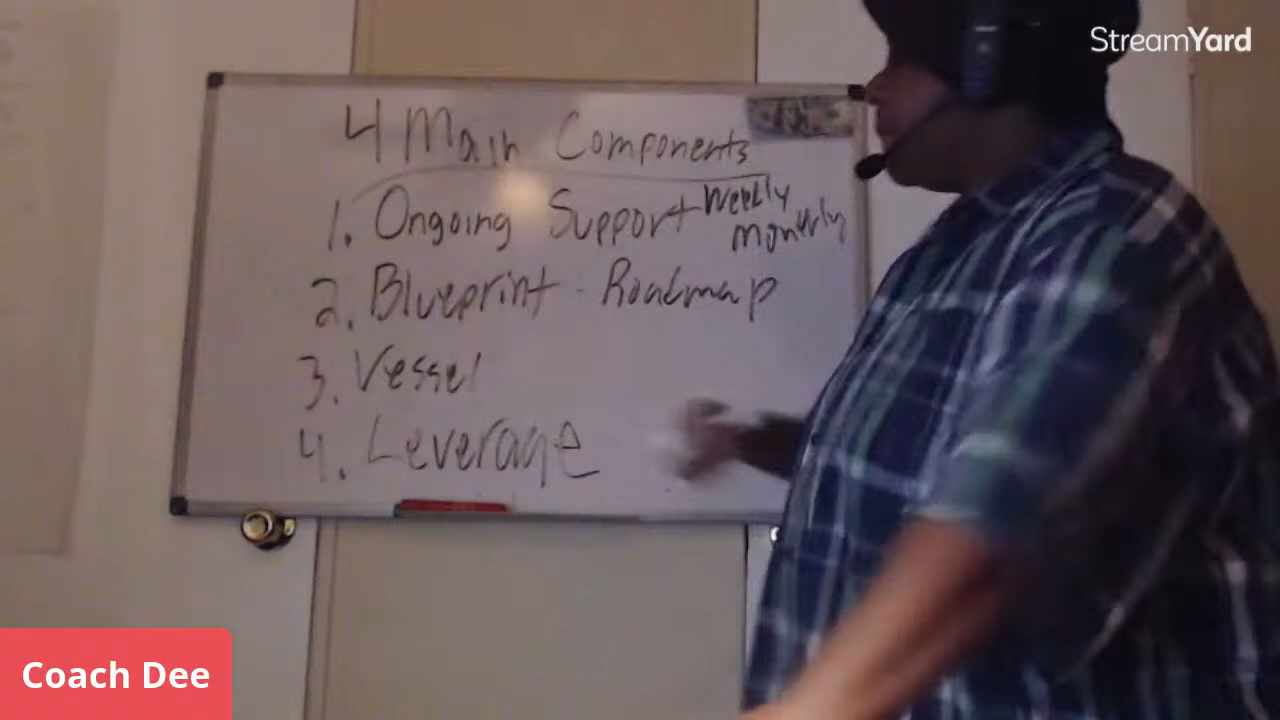 StreamYard
4 Main Components
1. Ongoing Support Weekly
Monthly
2. Blueprint - Roadmap
3. Vessel
4. Leverage
Coach Dee